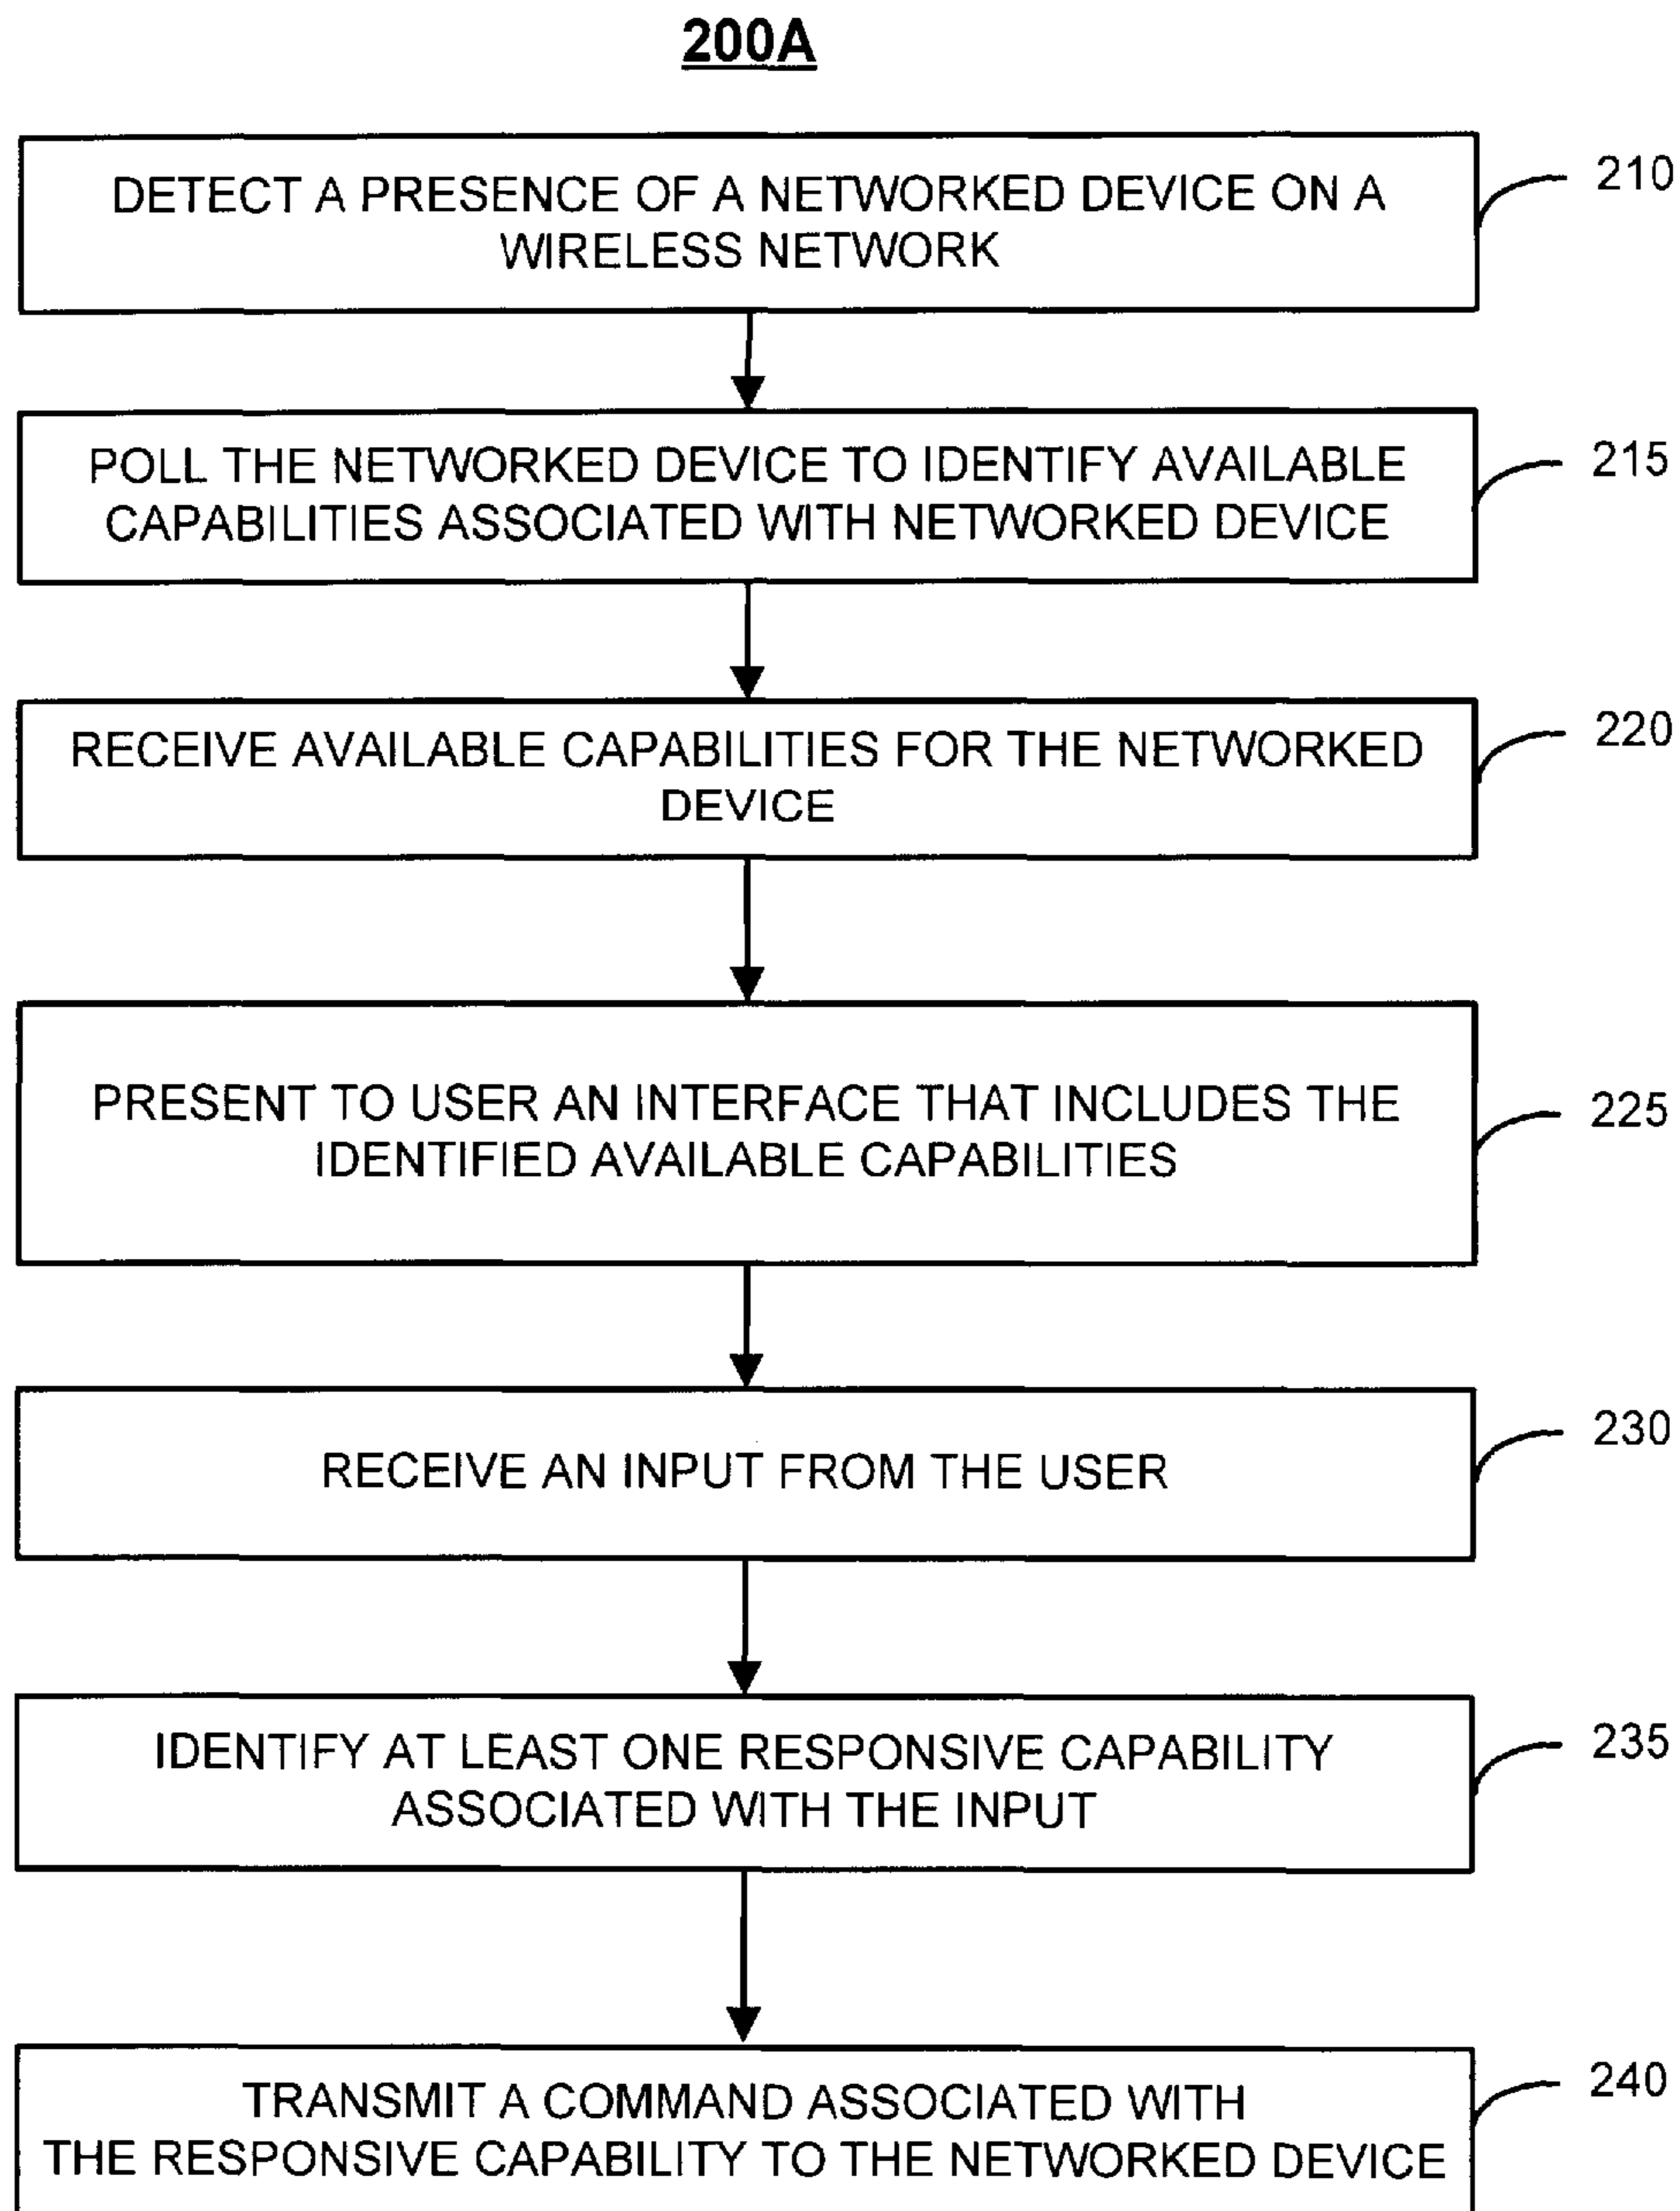 200A
DETECT A PRESENCE OF A NETWORKED DEVICE ON A
WIRELESS NETWORK
210
POLL THE NETWORKED DEVICE TO IDENTIFY AVAILABLE
CAPABILITIES ASSOCIATED WITH NETWORKED DEVICE
215
RECEIVE AVAILABLE CAPABILITIES FOR THE NETWORKED
DEVICE
220
PRESENT TO USER AN INTERFACE THAT INCLUDES THE
IDENTIFIED AVAILABLE CAPABILITIES
225
RECEIVE AN INPUT FROM THE USER
230
IDENTIFY AT LEAST ONE RESPONSIVE CAPABILITY
ASSOCIATED WITH THE INPUT
235
TRANSMIT A COMMAND ASSOCIATED WITH
THE RESPONSIVE CAPABILITY TO THE NETWORKED DEVICE
240